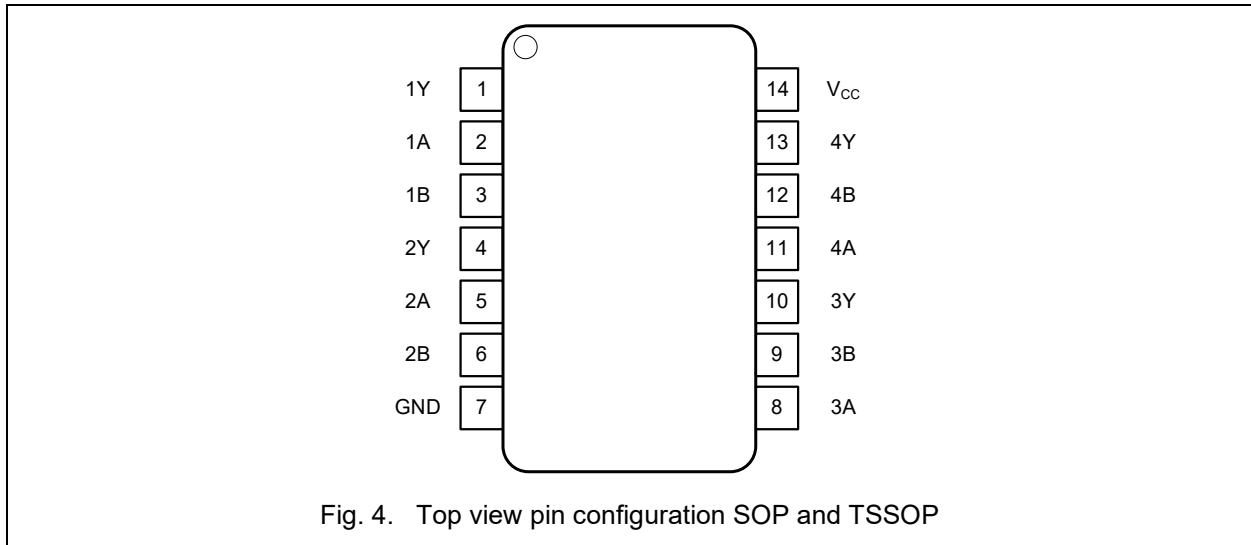 1Y 1 14 VCC
1A 2 13 4Y
1B 3 12 4B
2Y 4 11 4A
2A 5 10 3Y
2B 6 9 3B
GND 7 8 3A
Fig. 4. Top view pin configuration SOP and TSSOP